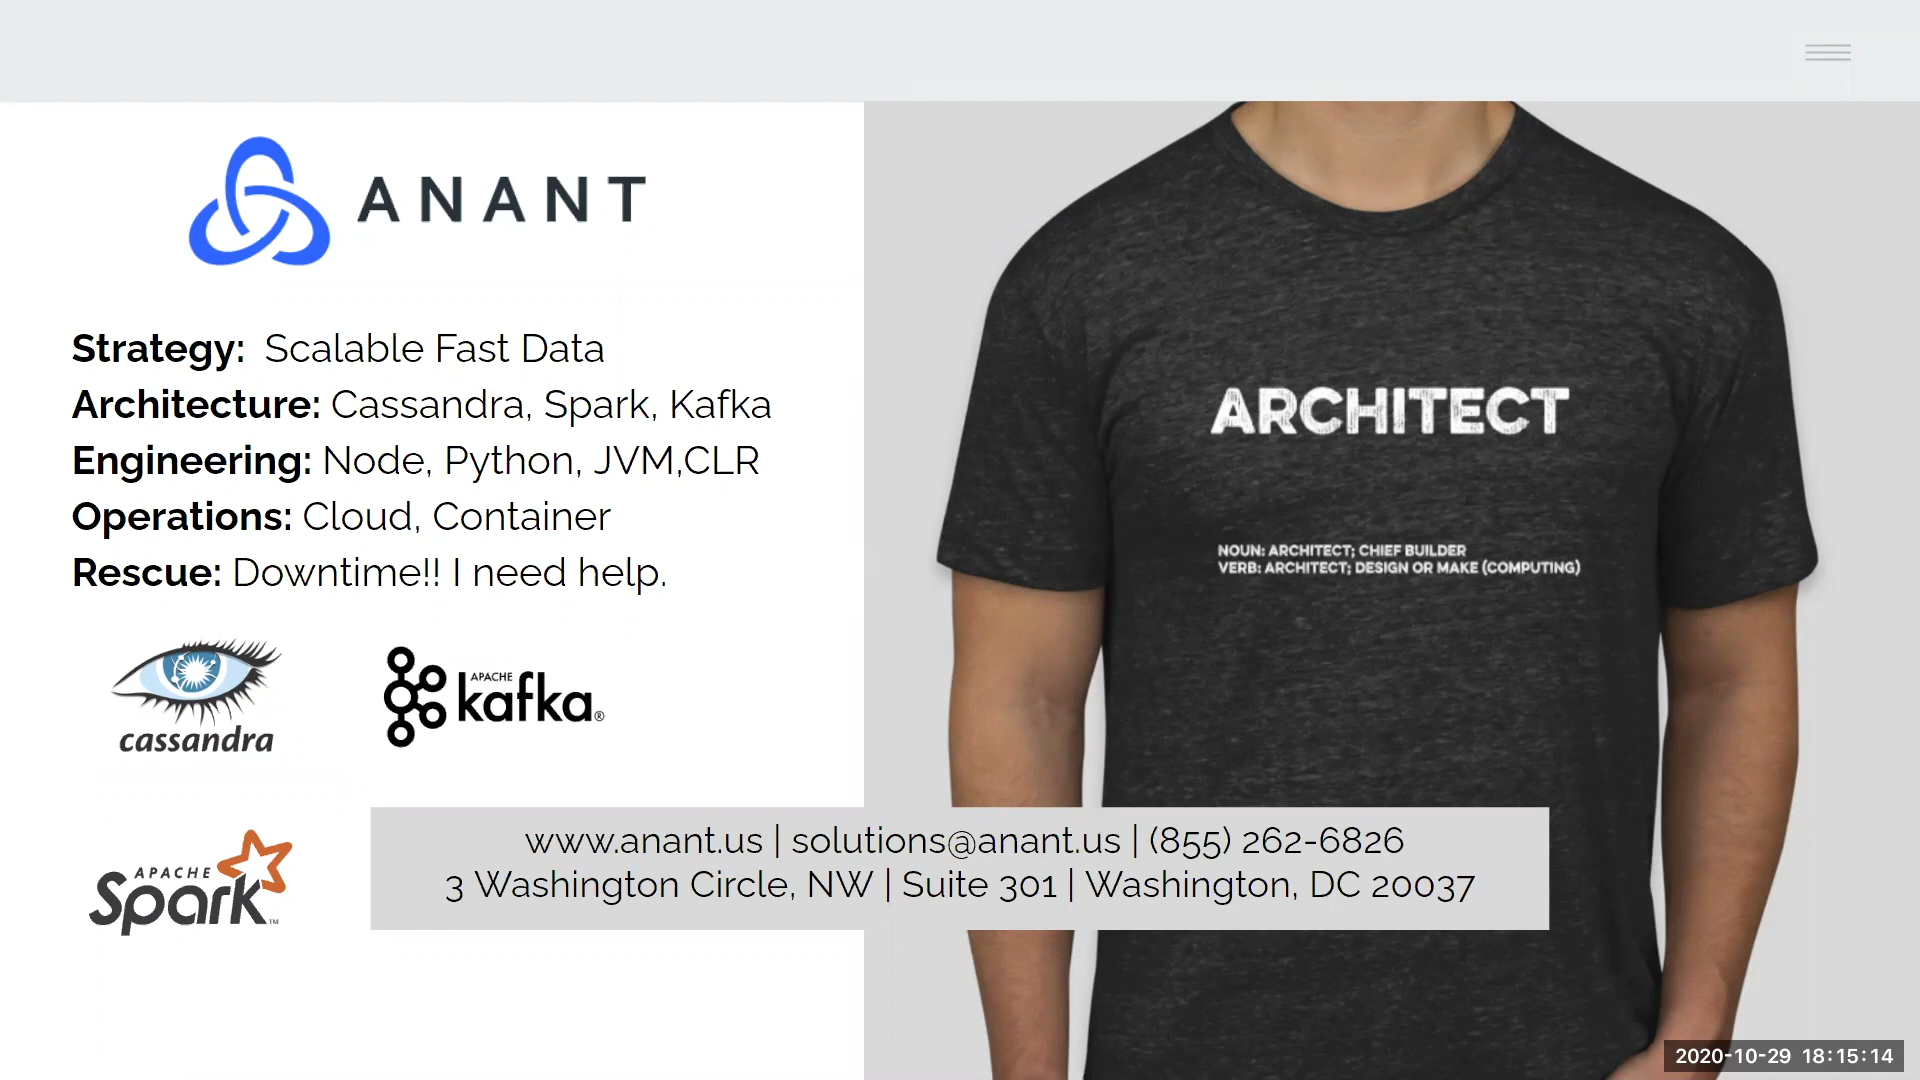 ANANT
Strategy: Scalable Fast Data
Architecture: Cassandra, Spark, Kafka
Engineering: Node, Python, JVM,CLR
Operations: Cloud, Container
Rescue: Downtime!! I need help.
cassandra
APACHE
kafka®
APACHE
Spark™
ARCHITECT
NOUN: ARCHITECT; CHIEF BUILDER
VERB: ARCHITECT; DESIGN OR MAKE (COMPUTING)
www.anant.us | solutions@anant.us | (855) 262-6826
3 Washington Circle, NW | Suite 301 | Washington, DC 20037
2020-10-29 18:15:14